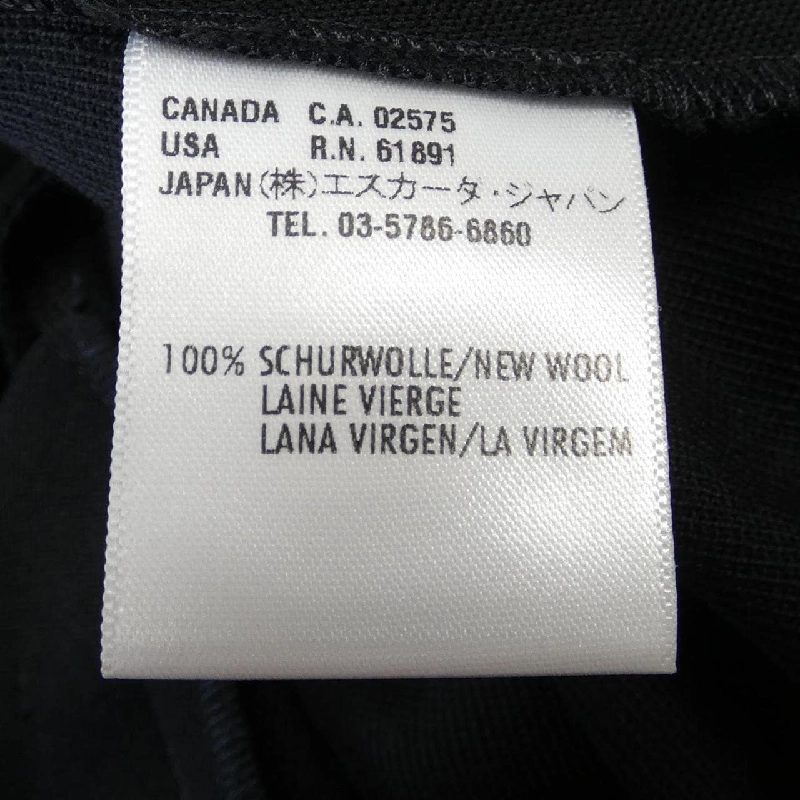 CANADA C.A. 02575
USA R.N. 61891
JAPAN(株)エスカーダ・ジャパン
TEL. 03-5786-6860
100% SCHURWOLLE/NEW WOOL
LAINE VIERGE
LANA VIRGEN/LA VIRGEM